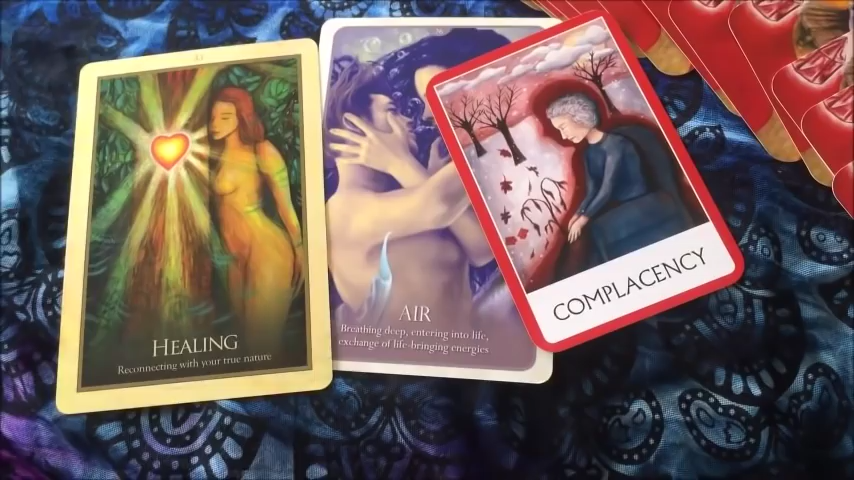 HEALING
Reconnecting with your true nature
AIR
Breathing deep, entering into life,
exchange of life-bringing energies
COMPLACENCY